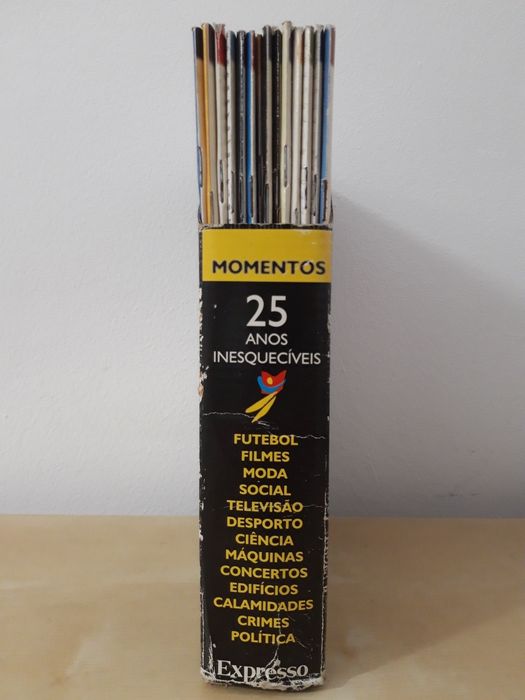 MOMENTOS
25
ANOS
INESQUECÍVEIS
FUTEBOL
FILMES
MODA
SOCIAL
TELEVISÃO
DESPORTO
CIÊNCIA
MÁQUINAS
CONCERTOS
EDIFÍCIOS
CALAMIDADES
CRIMES
POLÍTICA
Expresso